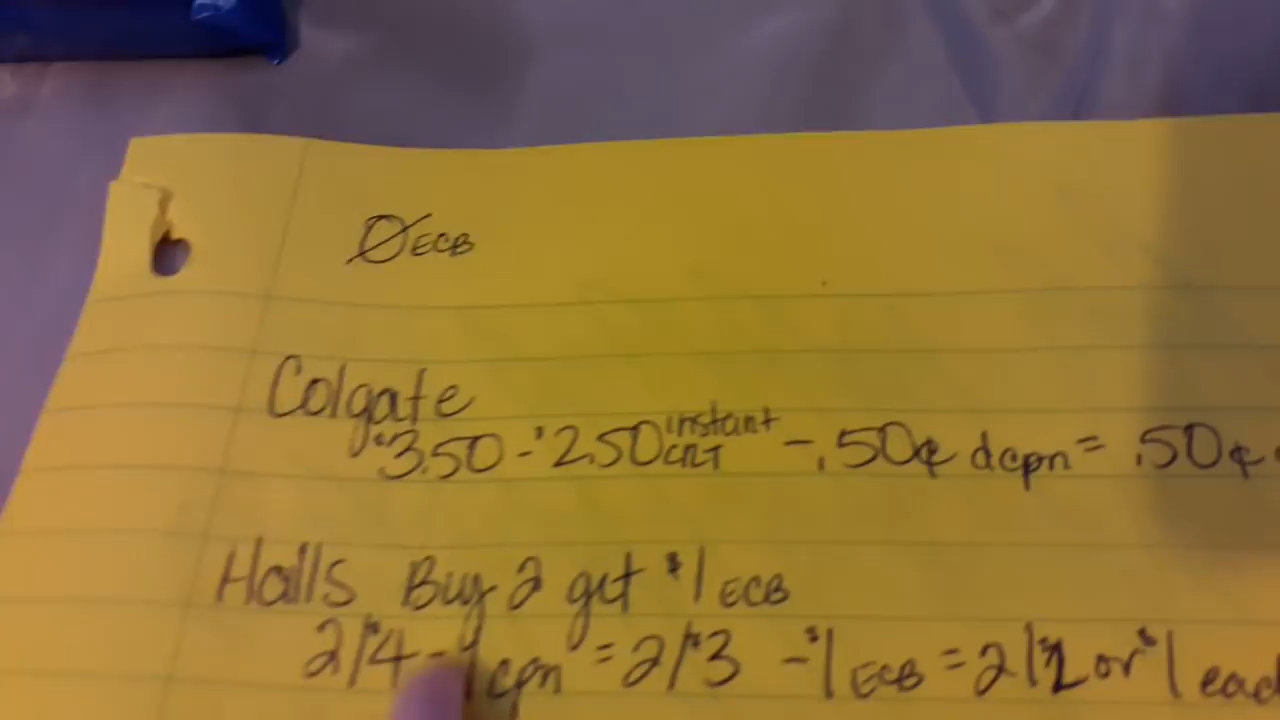 ØECB
Colgate
$3.50 - $2.50 instant CRT - .50¢ dcpn = .50¢
Halls Buy 2 get $1 ECB
2/$4 - 1 cpn = 2/$3 - $1 ECB = 2/$2 or $1 eac